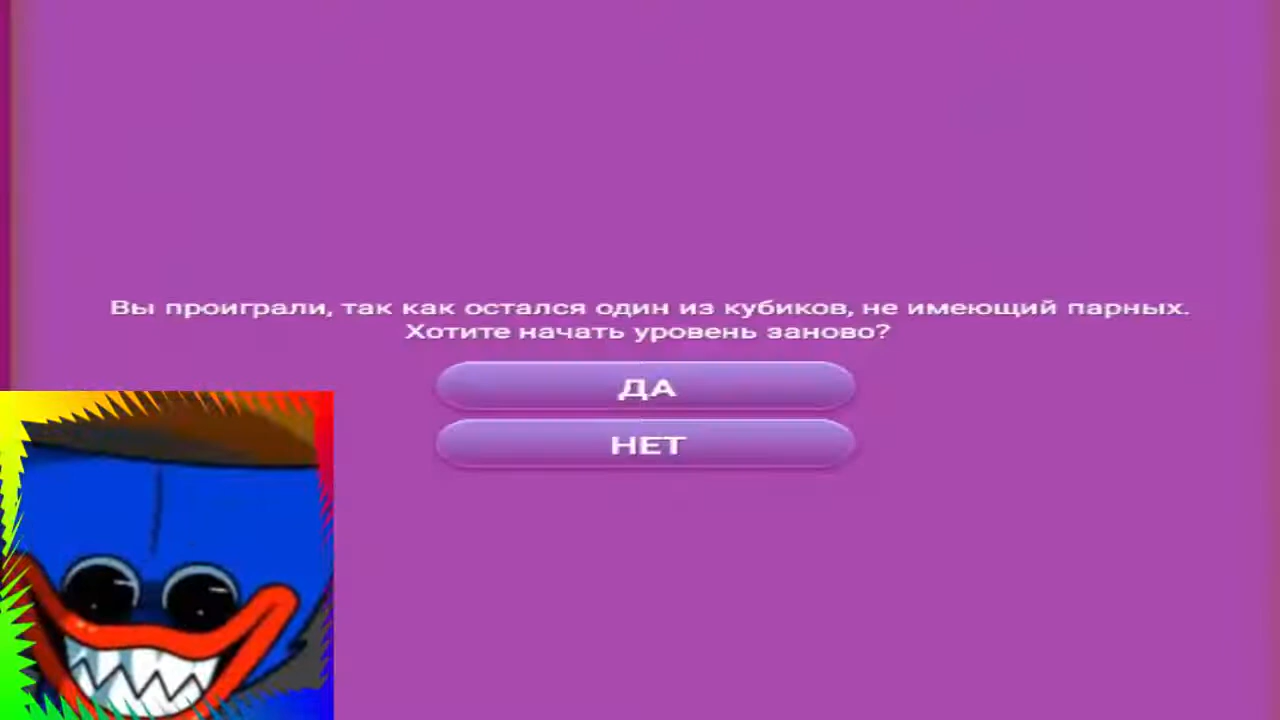 Вы проиграли, так как остался один из кубиков, не имеющий парных.
Хотите начать уровень заново?
ДА
НЕТ